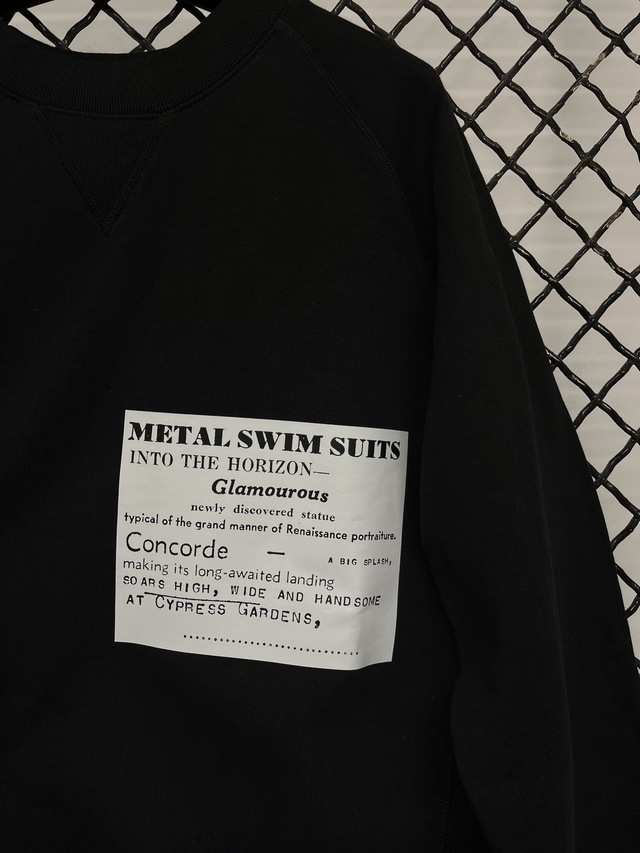 METAL SWIM SUITS
INTO THE HORIZON—
Glamourous
newly discovered statue
typical of the grand manner of Renaissance portraiture.
Concorde — A BIG SPLASH,
making its long-awaited landing
SOARS HIGH, WIDE AND HANDSOME
AT CYPRESS GARDENS,
........................................